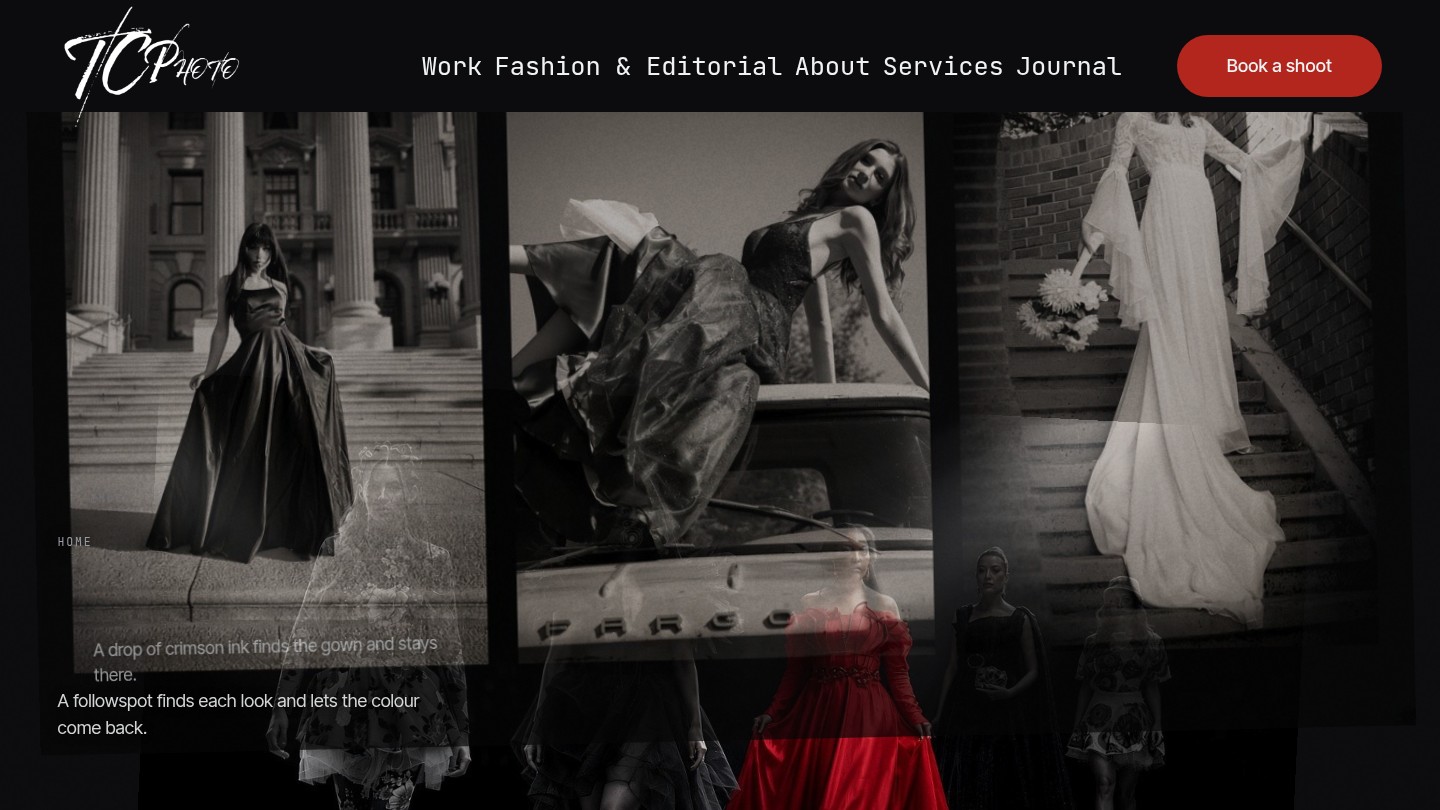 TCPHOTO
Work Fashion & Editorial About Services Journal
Book a shoot
FARGO
HOME
A drop of crimson ink finds the gown and stays
there.
A followspot finds each look and lets the colour
come back.